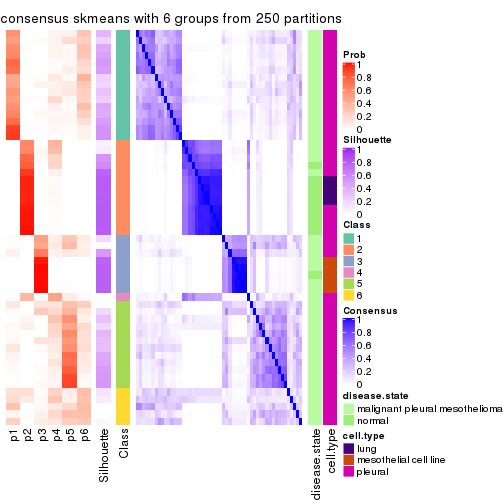 consensus skmeans with 6 groups from 250 partitions
Prob
1
0.8
0.6
0.4
0.2
0
Silhouette
1
0.8
0.6
0.4
0.2
0
Class
1
2
3
4
5
6
Consensus
1
0.8
0.6
0.4
0.2
0
disease.state
malignant pleural mesothelioma
normal
cell.type
lung
mesothelial cell line
pleural
p1
p2
p3
p4
p5
p6
Silhouette
Class
disease.state
cell.type